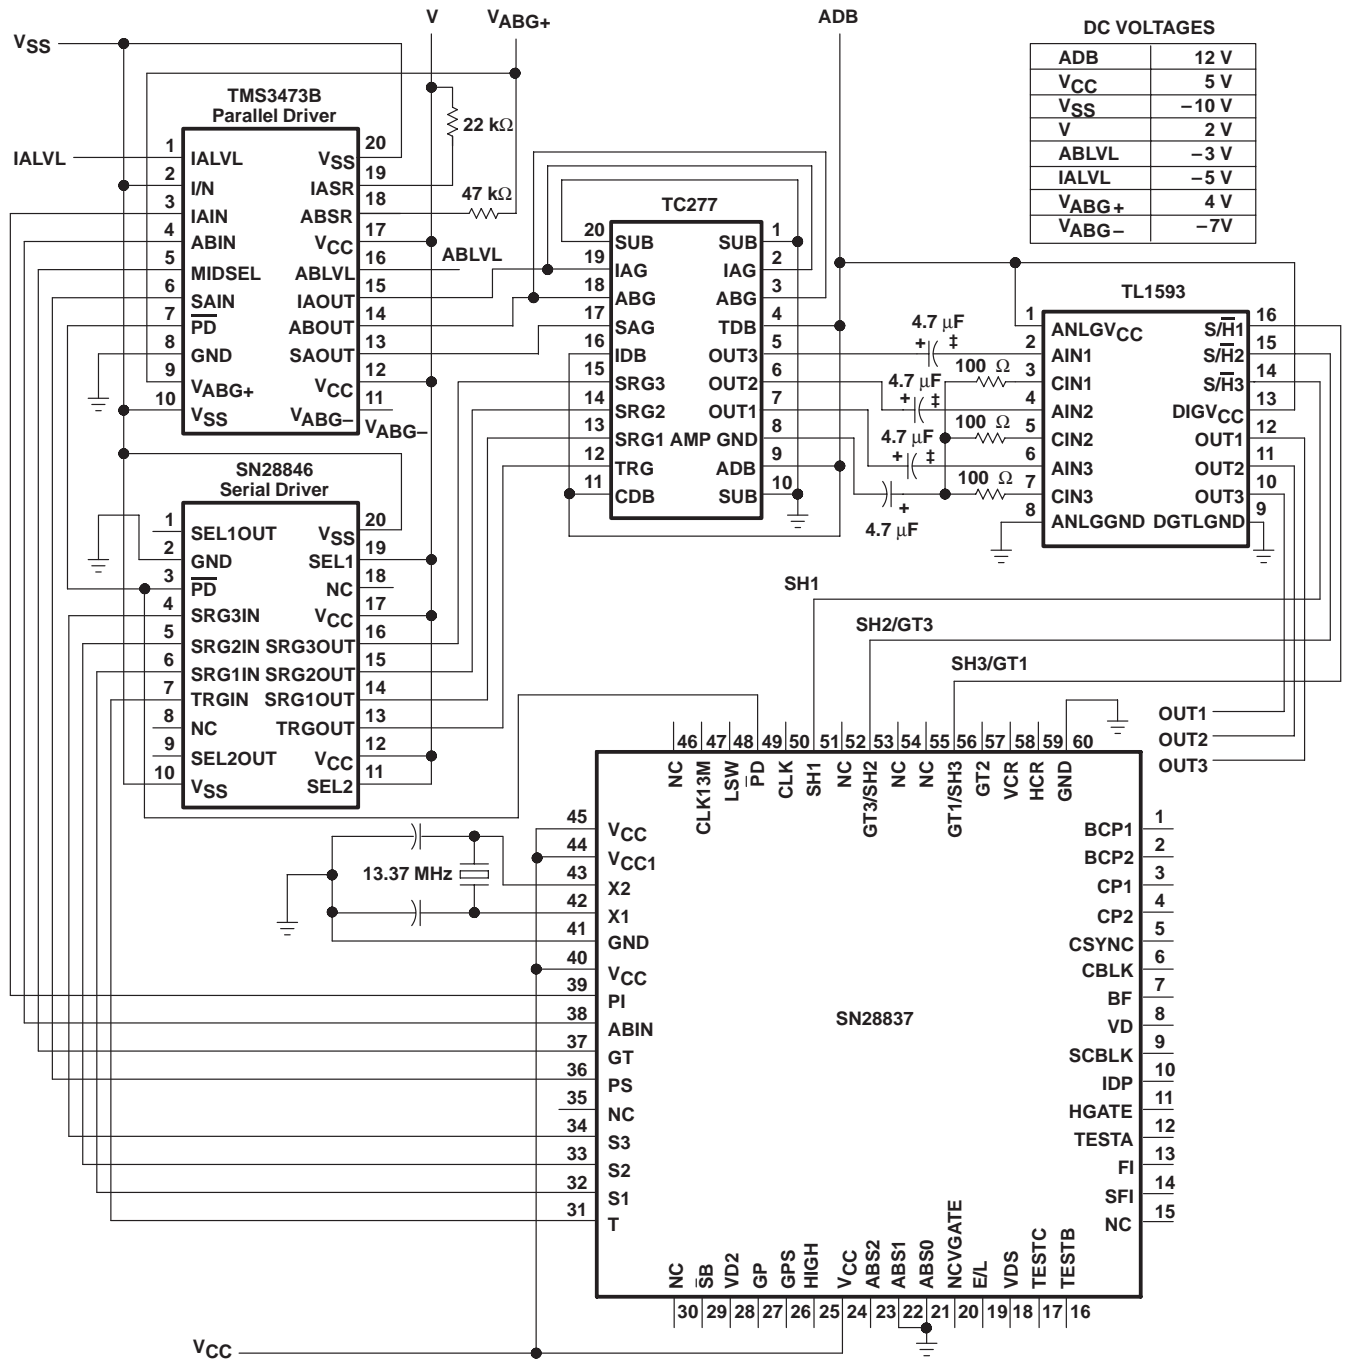 V
VABG+
ADB
VSS
DC VOLTAGES
ADB 12 V
VCC 5 V
VSS –10 V
V 2 V
ABLVL –3 V
IALVL –5 V
VABG+ 4 V
VABG– –7V
TMS3473B
Parallel Driver
22 kΩ
47 kΩ
IALVL
ABLVL
VABG–
1 IALVL
2 I/N
3 IAIN
4 ABIN
5 MIDSEL
6 SAIN
7 PD
8 GND
9 VABG+
10 VSS
20 VSS
19 IASR
18 ABSR
17 VCC
16 ABLVL
15 IAOUT
14 ABOUT
13 SAOUT
12 VCC
11 VABG–
TC277
20 SUB
19 IAG
18 ABG
17 SAG
16 IDB
15 SRG3
14 SRG2
13 SRG1
12 TRG
11 CDB
SUB 1
IAG 2
ABG 3
TDB 4
OUT3 5
OUT2 6
OUT1 7
AMP GND 8
ADB 9
SUB 10
4.7 μF
+ ‡
100 Ω
4.7 μF
+ ‡
100 Ω
4.7 μF
+ ‡
100 Ω
+
4.7 μF
TL1593
1 ANLGVCC
2 AIN1
3 CIN1
4 AIN2
5 CIN2
6 AIN3
7 CIN3
8 ANLGGND
S/H1 16
S/H2 15
S/H3 14
DIGVCC 13
OUT1 12
OUT2 11
OUT3 10
DGTLGND 9
SN28846
Serial Driver
1 SEL1OUT
2 GND
3 PD
4 SRG3IN
5 SRG2IN
6 SRG1IN
7 TRGIN
8 NC
9 SEL2OUT
10 VSS
VSS 20
SEL1 19
NC 18
VCC 17
SRG3OUT 16
SRG2OUT 15
SRG1OUT 14
TRGOUT 13
VCC 12
SEL2 11
SH1
SH2/GT3
SH3/GT1
OUT1
OUT2
OUT3
46 47 48 49 50 51 52 53 54 55 56 57 58 59 60
NC
CLK13M
LSW
PD
CLK
SH1
NC
GT3/SH2
NC
NC
GT1/SH3
GT2
VCR
HCR
GND
13.37 MHz
45 VCC
44 VCC1
43 X2
42 X1
41 GND
40 VCC
39 PI
38 ABIN
37 GT
36 PS
35 NC
34 S3
33 S2
32 S1
31 T
SN28837
BCP1 1
BCP2 2
CP1 3
CP2 4
CSYNC 5
CBLK 6
BF 7
VD 8
SCBLK 9
IDP 10
HGATE 11
TESTA 12
FI 13
SFI 14
NC 15
NC
SB
VD2
GP
GPS
HIGH
VCC
ABS2
ABS1
ABS0
NCVGATE
E/L
VDS
TESTC
TESTB
30 29 28 27 26 25 24 23 22 21 20 19 18 17 16
VCC